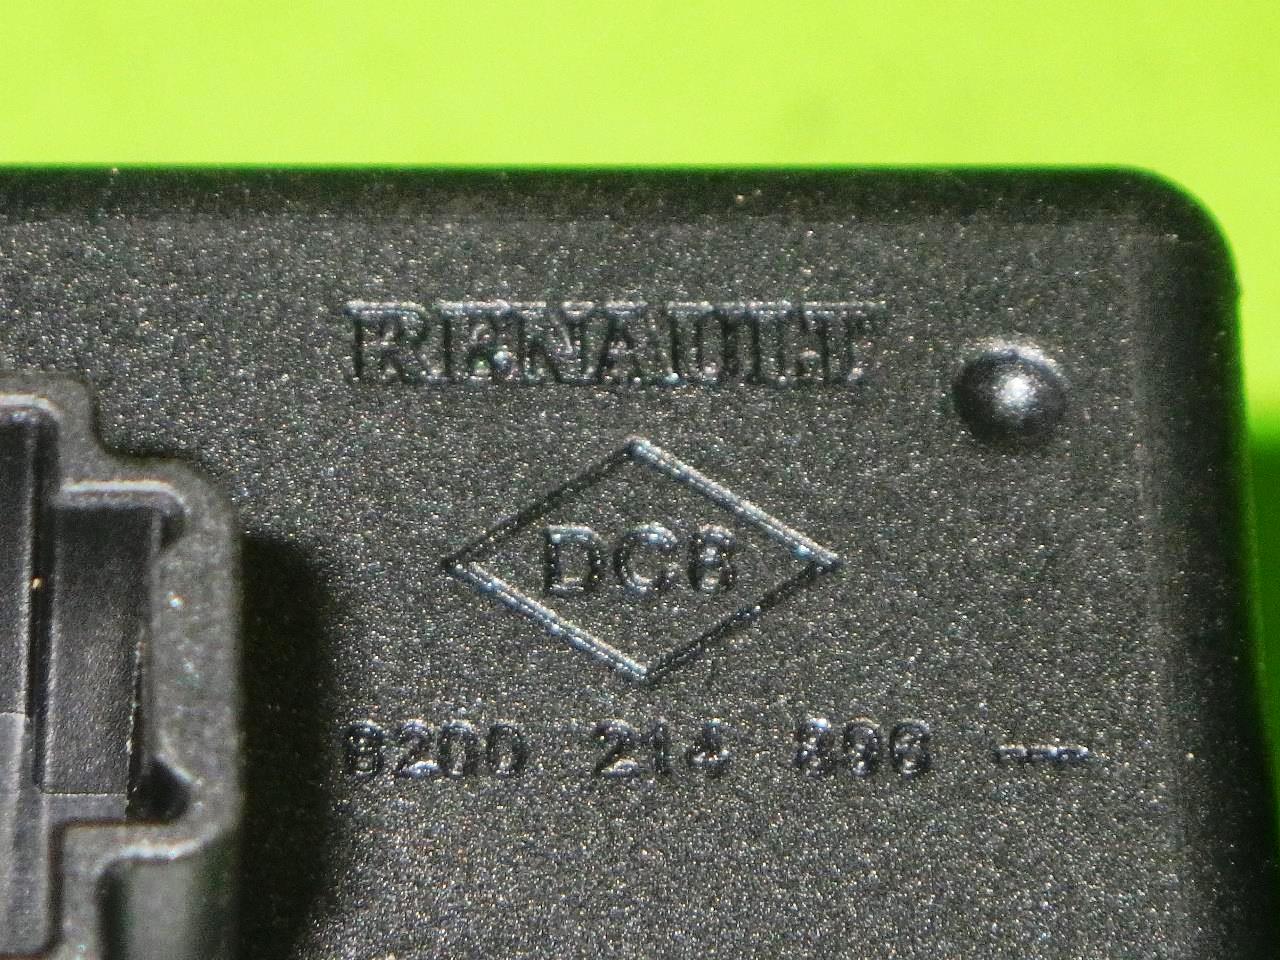 RENAULT
DC8
8200 214 896 ---